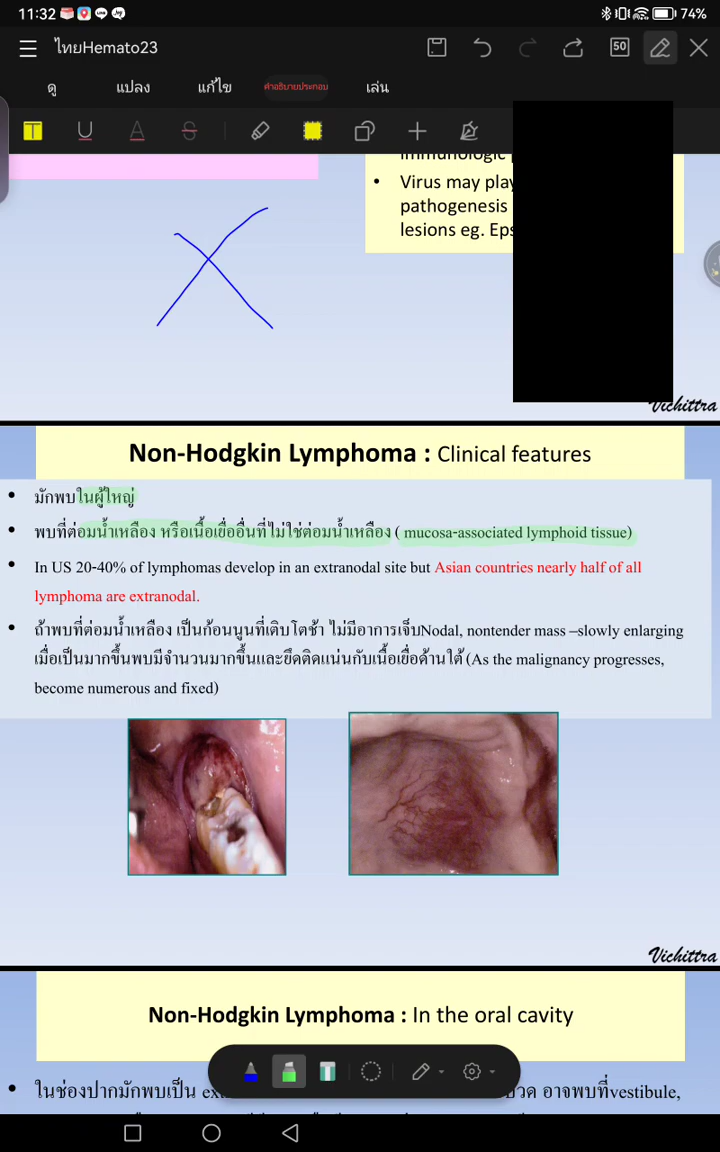 11:32
74%
ไทยHemato23
50
ดู แปลง แก้ไข คำอธิบายประกอบ เล่น
T U A S
• Virus may play
pathogenesis
lesions eg.
Vichittra
Non-Hodgkin Lymphoma : Clinical features
• มักพบในผู้ใหญ่
• พบที่ต่อมน้ำเหลือง หรือเนื้อเยื่ออื่นที่ไม่ใช่ต่อมน้ำเหลือง ( mucosa-associated lymphoid tissue)
• In US 20-40% of lymphomas develop in an extranodal site but Asian countries nearly half of all
lymphoma are extranodal.
• ถ้าพบที่ต่อมน้ำเหลือง เป็นก้อนนูนที่เติบโตช้า ไม่มีอาการเจ็บNodal, nontender mass –slowly enlarging
เมื่อเป็นมากขึ้นพบมีจำนวนมากขึ้นและยึดติดแน่นกับเนื้อเยื่อด้านใต้ (As the malignancy progresses,
become numerous and fixed)
Vichittra
Non-Hodgkin Lymphoma : In the oral cavity
• ในช่องปากมักพบเป็น อาจพบที่vestibule,